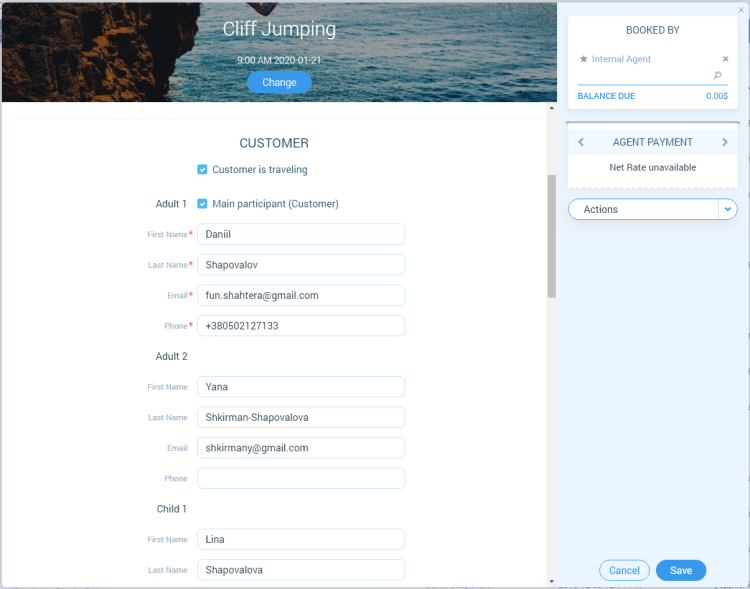 Cliff Jumping
9:00 AM 2020-01-21
Change
CUSTOMER
Customer is traveling
Adult 1 Main participant (Customer)
First Name* Daniil
Last Name* Shapovalov
Email* fun.shahtera@gmail.com
Phone* +380502127133
Adult 2
First Name Yana
Last Name Shkirman-Shapovalova
Email shkirmany@gmail.com
Phone
Child 1
First Name Lina
Last Name Shapovalova
BOOKED BY
Internal Agent
BALANCE DUE 0.00$
AGENT PAYMENT
Net Rate unavailable
Actions
Cancel Save